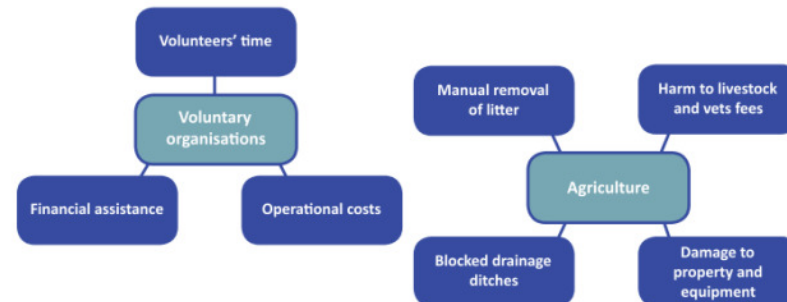 Volunteers’ time
Voluntary
organisations
Financial assistance
Operational costs
Manual removal
of litter
Harm to livestock
and vets fees
Agriculture
Blocked drainage
ditches
Damage to
property and
equipment